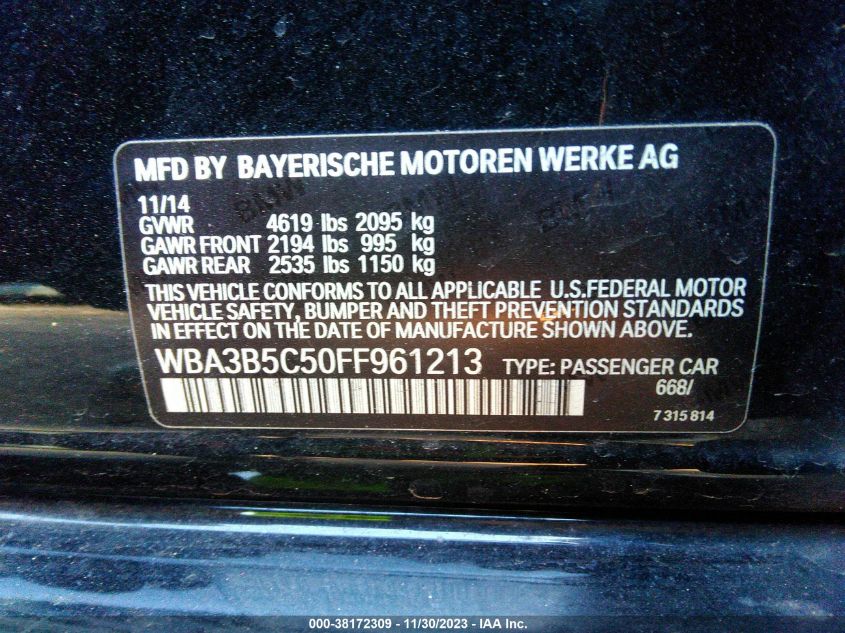 MFD BY BAYERISCHE MOTOREN WERKE AG
11/14
GVWR 4619 lbs 2095 kg
GAWR FRONT 2194 lbs 995 kg
GAWR REAR 2535 lbs 1150 kg
THIS VEHICLE CONFORMS TO ALL APPLICABLE U.S.FEDERAL MOTOR
VEHICLE SAFETY, BUMPER AND THEFT PREVENTION STANDARDS
IN EFFECT ON THE DATE OF MANUFACTURE SHOWN ABOVE.
WBA3B5C50FF961213 TYPE: PASSENGER CAR
668/
7 315 814
000-38172309 - 11/30/2023 - IAA Inc.